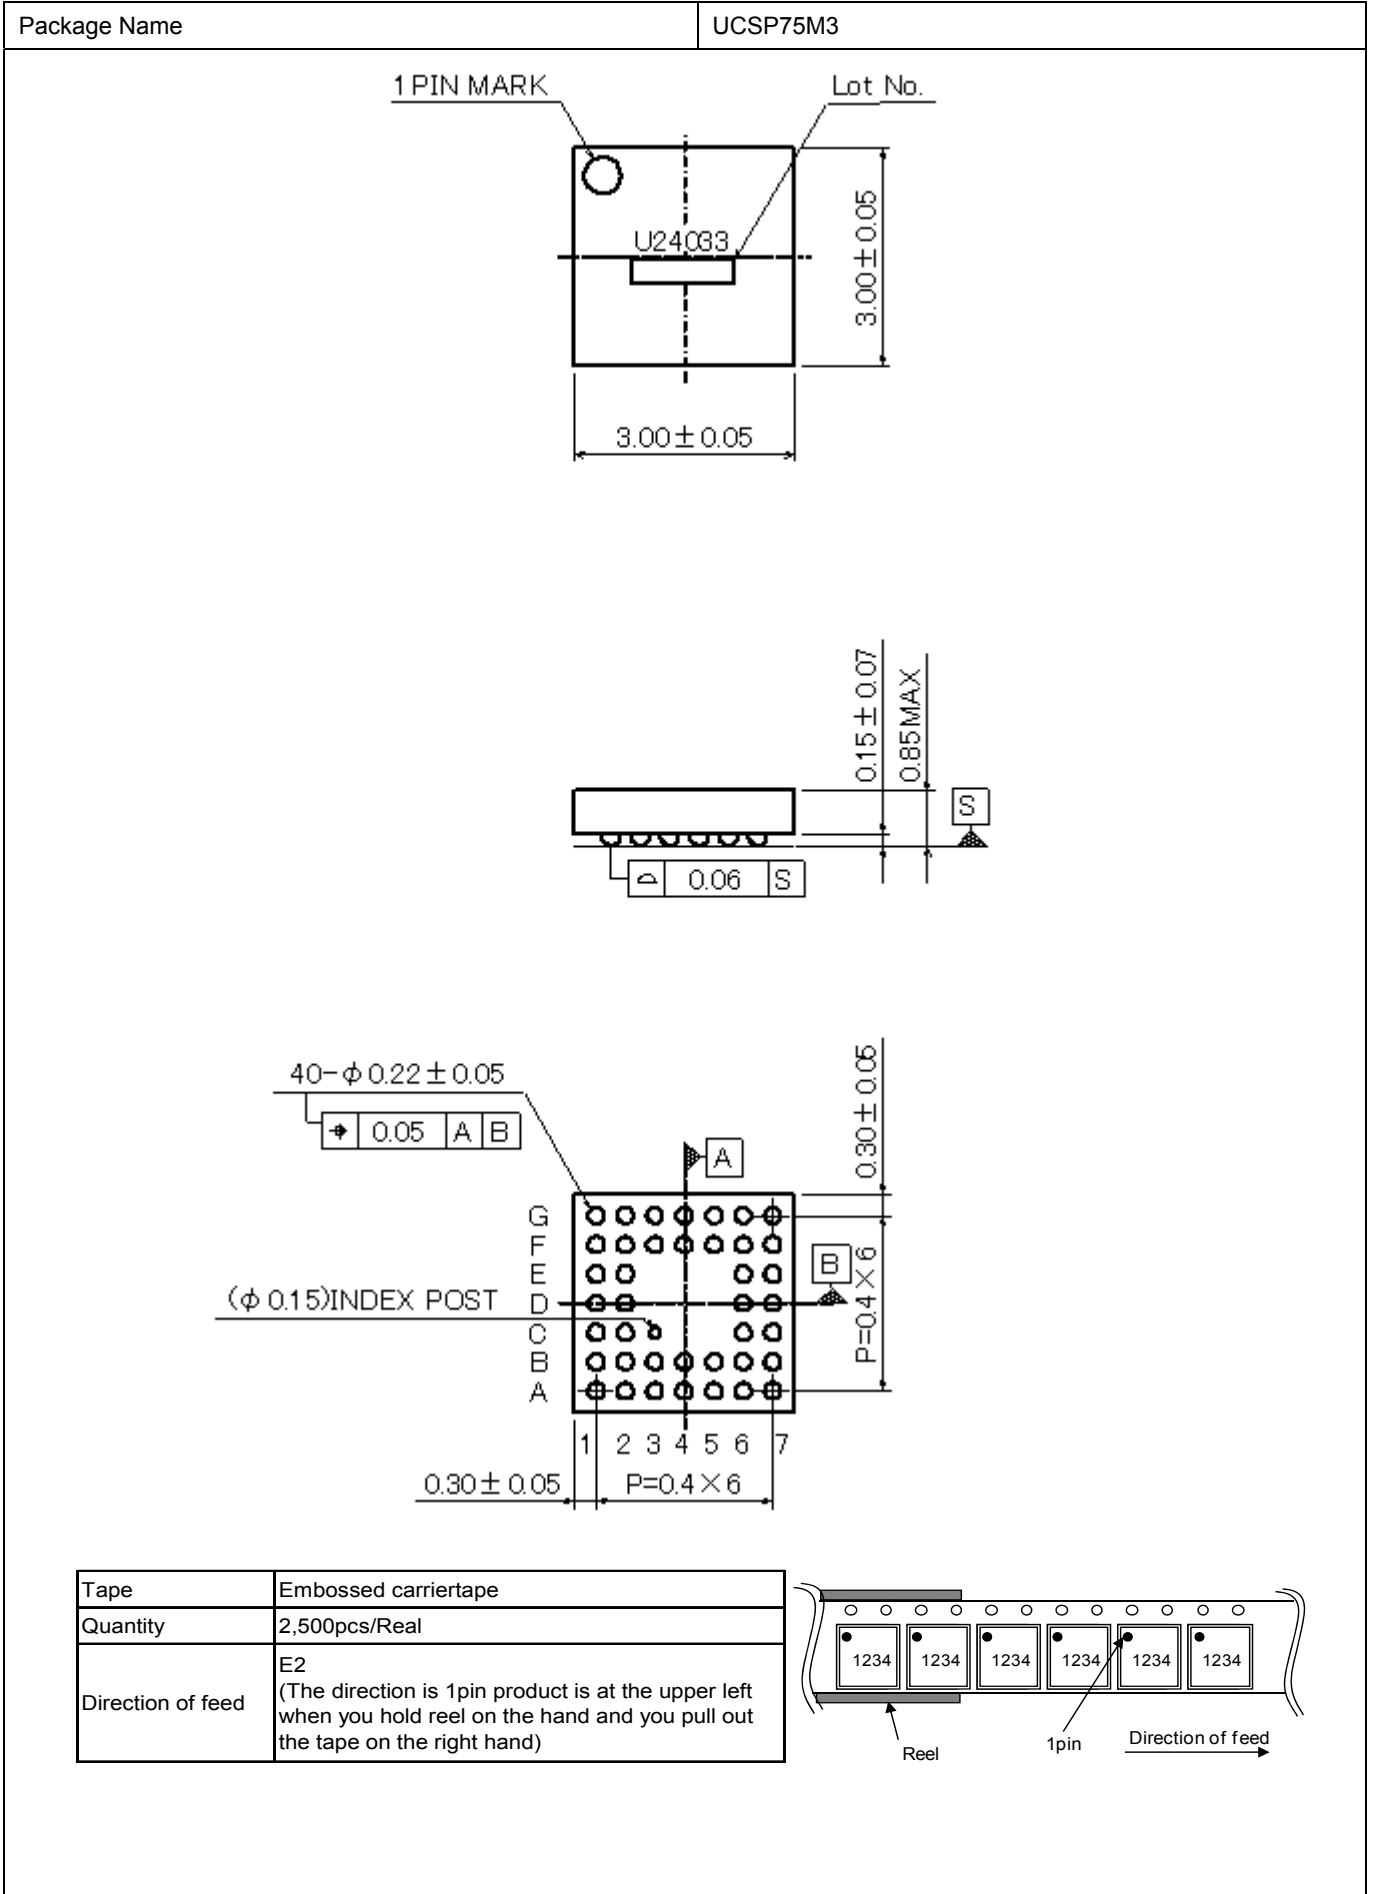 Package Name
UCSP75M3
1 PIN MARK
Lot No.
U24033
3.00±0.05
3.00±0.05
0.15±0.07
0.85MAX
S
⌓ 0.06 S
40-ϕ0.22±0.05
⌖ 0.05 A B
A
0.30±0.05
G
F
E
D
C
B
A
B
(ϕ0.15)INDEX POST
P=0.4×6
1 2 3 4 5 6 7
0.30±0.05
P=0.4×6
Tape
Embossed carriertape
Quantity
2,500pcs/Real
Direction of feed
E2
(The direction is 1pin product is at the upper left
when you hold reel on the hand and you pull out
the tape on the right hand)
1234 1234 1234 1234 1234 1234
Reel
1pin
Direction of feed